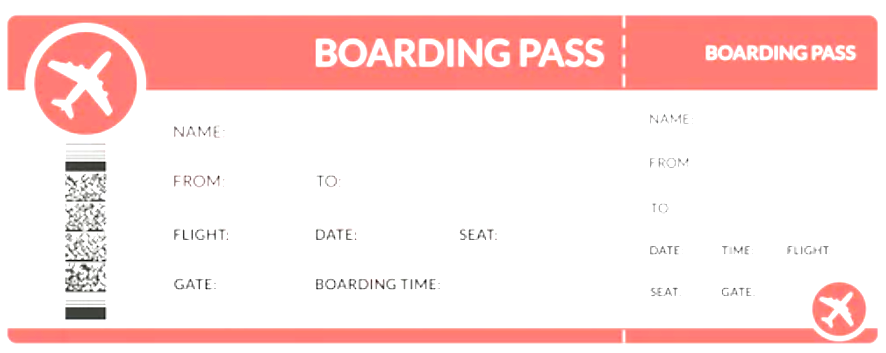 BOARDING PASS
NAME:
FROM: TO:
FLIGHT: DATE: SEAT:
GATE: BOARDING TIME:
BOARDING PASS
NAME:
FROM
TO
DATE TIME: FLIGHT
SEAT: GATE: